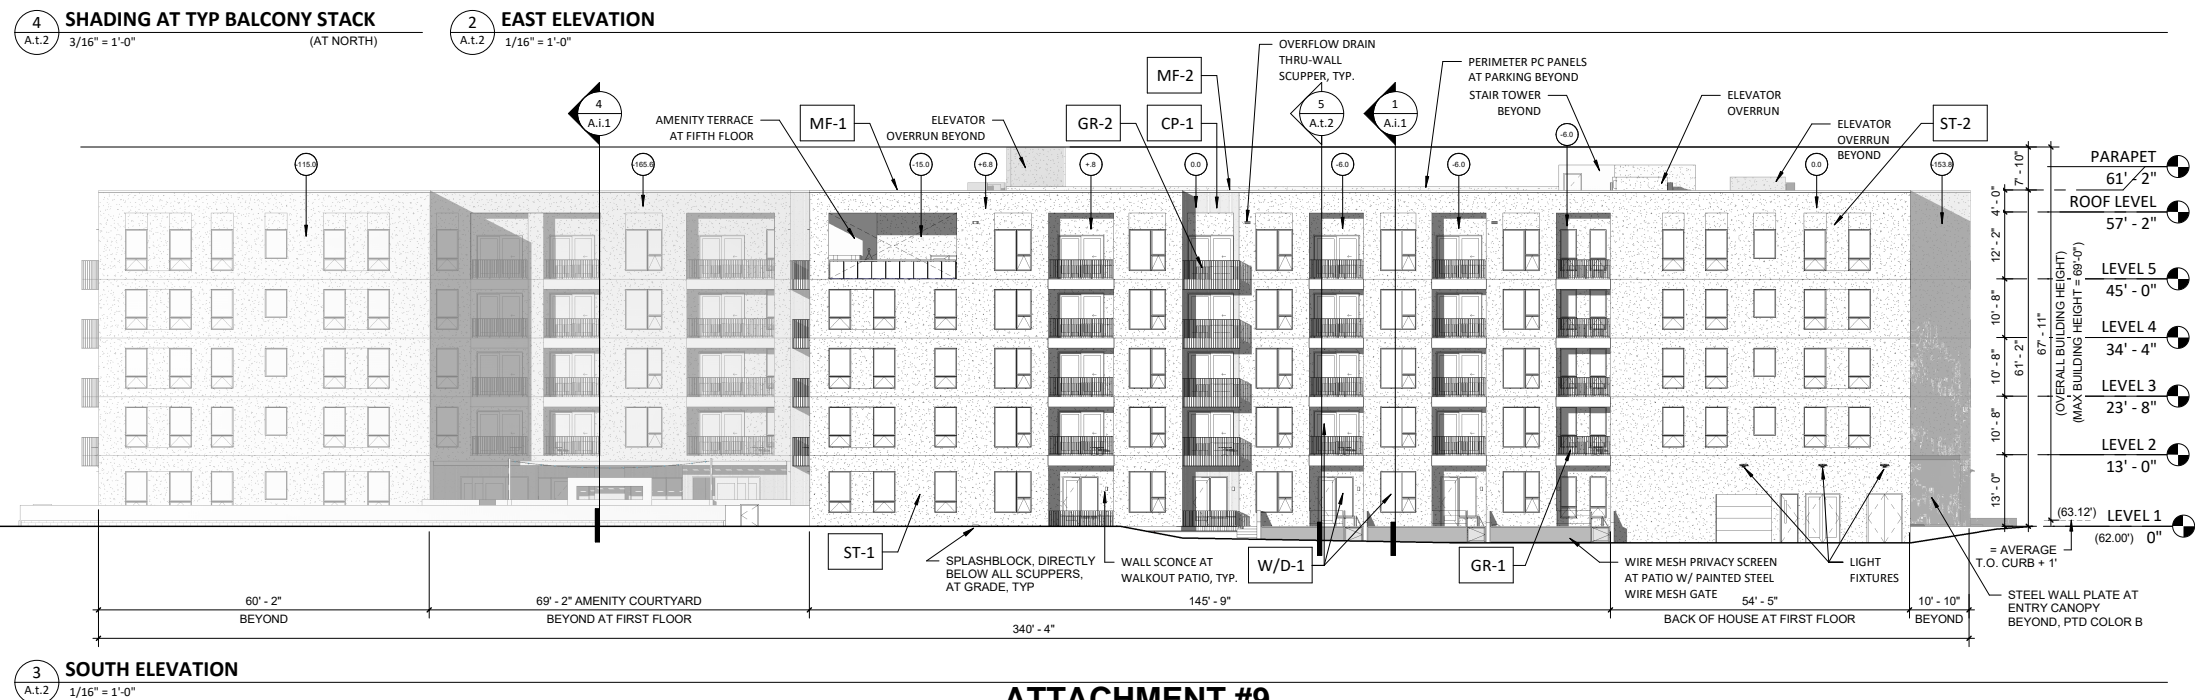 4
A.t.2
SHADING AT TYP BALCONY STACK
3/16" = 1'-0"
(AT NORTH)
2
A.t.2
EAST ELEVATION
1/16" = 1'-0"
OVERFLOW DRAIN
THRU-WALL
SCUPPER, TYP.
MF-2
PERIMETER PC PANELS
AT PARKING BEYOND
STAIR TOWER
BEYOND
ELEVATOR
OVERRUN
ELEVATOR
OVERRUN
BEYOND
ST-2
4
A.i.1
AMENITY TERRACE
AT FIFTH FLOOR
MF-1
ELEVATOR
OVERRUN BEYOND
GR-2
CP-1
5
A.t.2
1
A.i.1
-6.0
-115.0
-165.6
-15.0
+6.8
+.8
0.0
-6.0
-6.0
0.0
-153.8
PARAPET
61' - 2"
ROOF LEVEL
57' - 2"
LEVEL 5
45' - 0"
LEVEL 4
34' - 4"
LEVEL 3
23' - 8"
LEVEL 2
13' - 0"
LEVEL 1
(62.00') 0"
(63.12')
7' - 10"
4' - 0"
12' - 2"
10' - 8"
10' - 8"
10' - 8"
13' - 0"
61' - 2"
67' - 11"
(OVERALL BUILDING HEIGHT)
(MAX BUILDING HEIGHT = 69'-0")
= AVERAGE
T.O. CURB + 1'
ST-1
SPLASHBLOCK, DIRECTLY
BELOW ALL SCUPPERS,
AT GRADE, TYP
WALL SCONCE AT
WALKOUT PATIO, TYP.
W/D-1
GR-1
WIRE MESH PRIVACY SCREEN
AT PATIO W/ PAINTED STEEL
WIRE MESH GATE
LIGHT
FIXTURES
STEEL WALL PLATE AT
ENTRY CANOPY
BEYOND, PTD COLOR B
60' - 2"
BEYOND
69' - 2" AMENITY COURTYARD
BEYOND AT FIRST FLOOR
145' - 9"
54' - 5"
BACK OF HOUSE AT FIRST FLOOR
10' - 10"
BEYOND
340' - 4"
3
A.t.2
SOUTH ELEVATION
1/16" = 1'-0"
ATTACHMENT #9